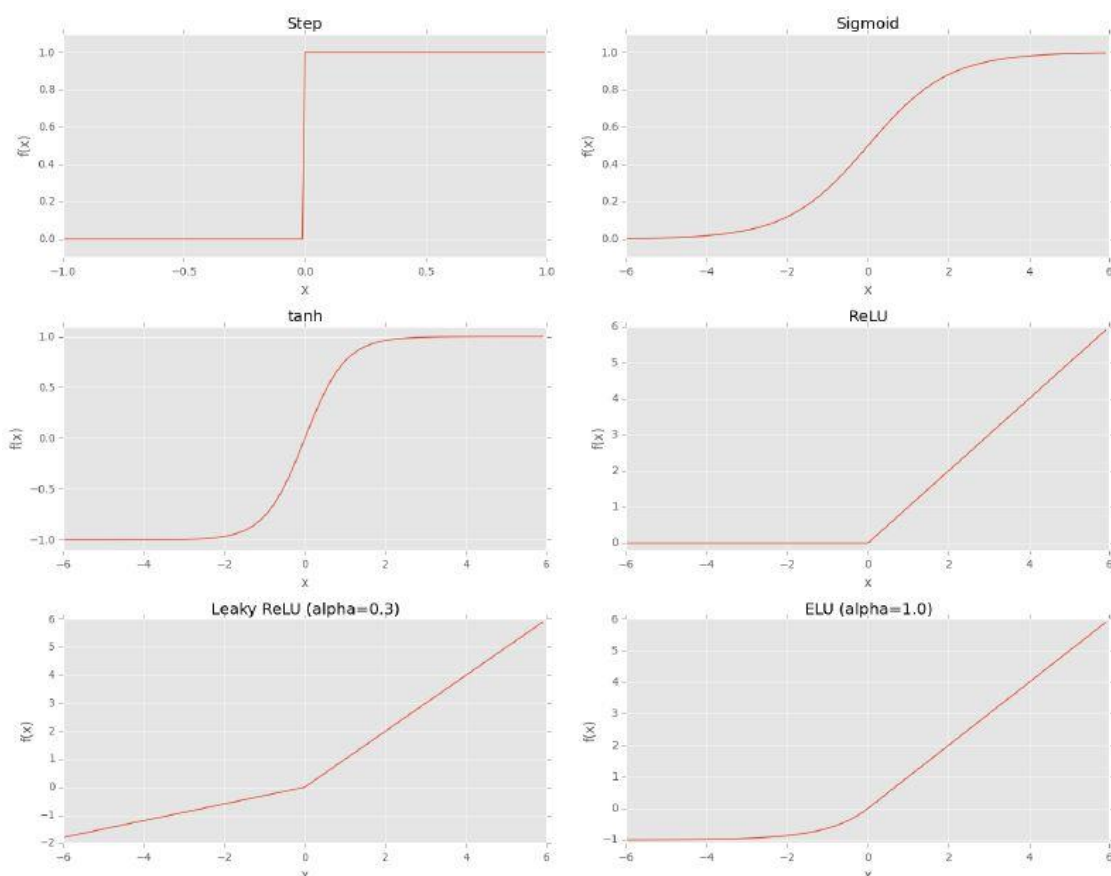 Step
1.0
0.8
0.6
0.4
0.2
0.0
f(x)
−1.0 −0.5 0.0 0.5 1.0
x
Sigmoid
1.0
0.8
0.6
0.4
0.2
0.0
f(x)
−6 −4 −2 0 2 4 6
x
tanh
1.0
0.5
0.0
−0.5
−1.0
f(x)
−6 −4 −2 0 2 4 6
x
ReLU
6
5
4
3
2
1
0
f(x)
−6 −4 −2 0 2 4 6
x
Leaky ReLU (alpha=0.3)
6
5
4
3
2
1
0
−1
−2
f(x)
−6 −4 −2 0 2 4 6
x
ELU (alpha=1.0)
6
5
4
3
2
1
0
−1
f(x)
−6 −4 −2 0 2 4 6
x